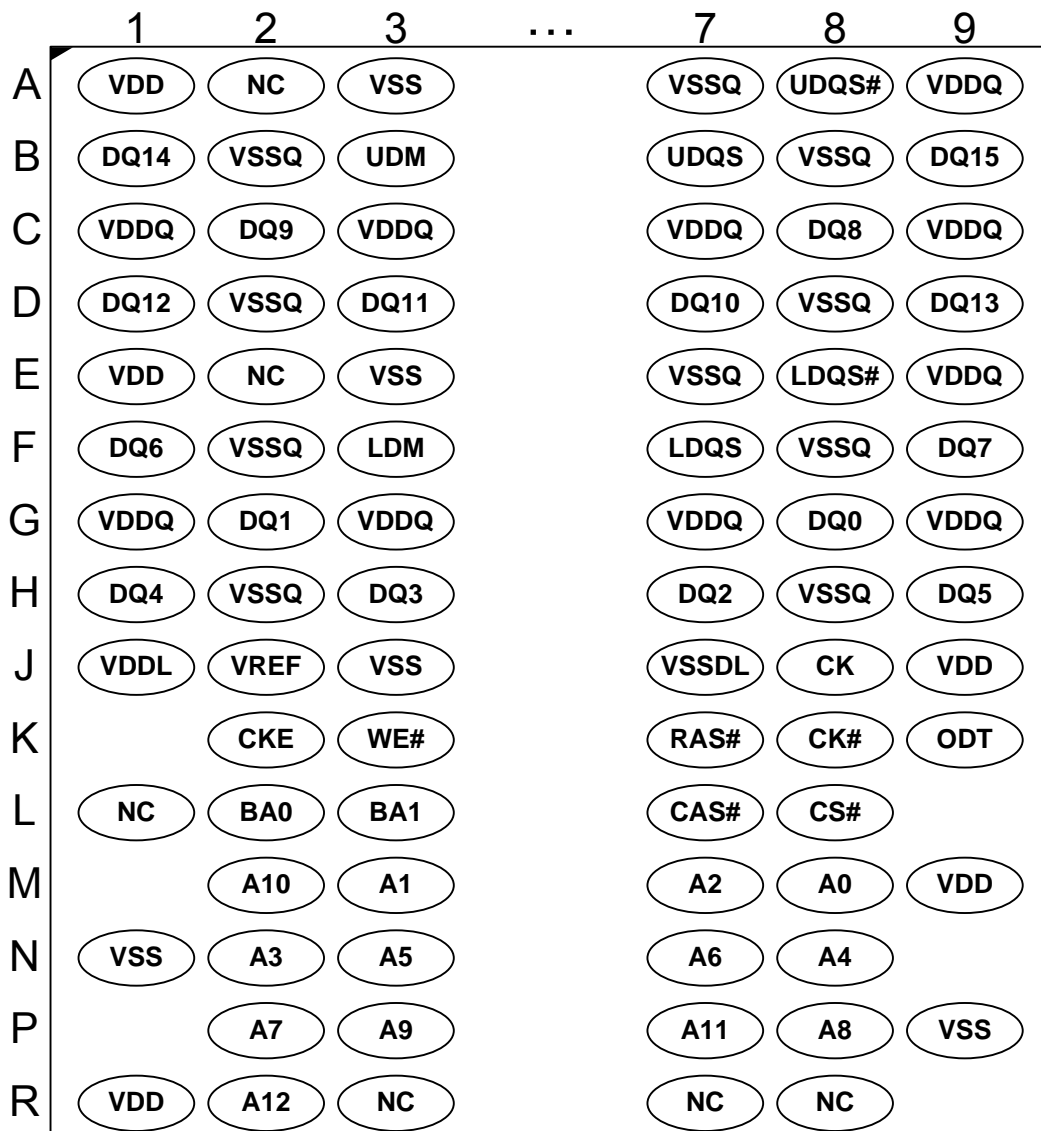 1 2 3 ... 7 8 9
A VDD NC VSS VSSQ UDQS# VDDQ
B DQ14 VSSQ UDM UDQS VSSQ DQ15
C VDDQ DQ9 VDDQ VDDQ DQ8 VDDQ
D DQ12 VSSQ DQ11 DQ10 VSSQ DQ13
E VDD NC VSS VSSQ LDQS# VDDQ
F DQ6 VSSQ LDM LDQS VSSQ DQ7
G VDDQ DQ1 VDDQ VDDQ DQ0 VDDQ
H DQ4 VSSQ DQ3 DQ2 VSSQ DQ5
J VDDL VREF VSS VSSDL CK VDD
K CKE WE# RAS# CK# ODT
L NC BA0 BA1 CAS# CS#
M A10 A1 A2 A0 VDD
N VSS A3 A5 A6 A4
P A7 A9 A11 A8 VSS
R VDD A12 NC NC NC